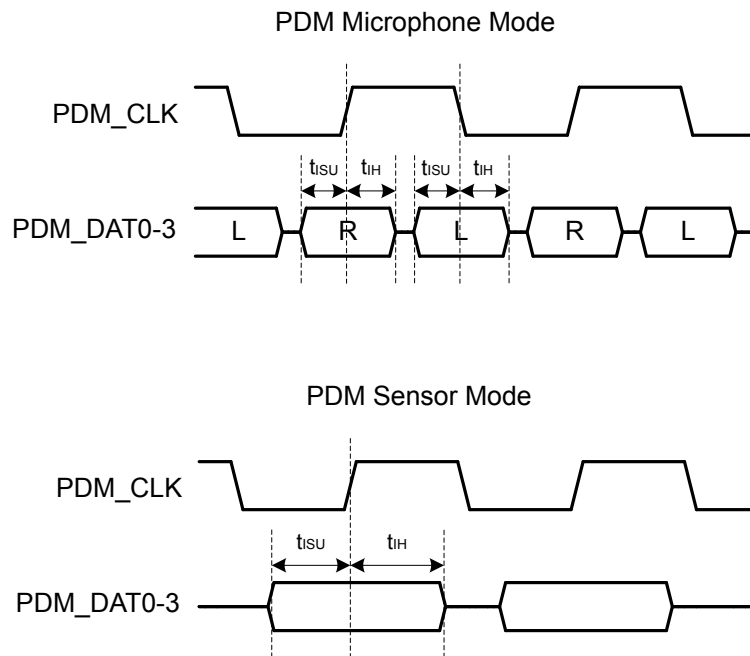 PDM Microphone Mode
PDM_CLK
tISU tIH tISU tIH
PDM_DAT0-3 L R L R L
PDM Sensor Mode
PDM_CLK
tISU tIH
PDM_DAT0-3